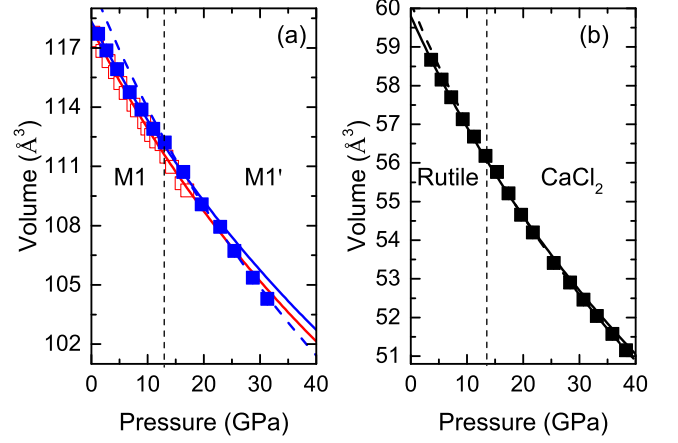 (a)
117
114
111
108
105
102
M1
M1'
0 10 20 30 40
Pressure (GPa)
Volume (Å³)
(b)
60
59
58
57
56
55
54
53
52
51
Rutile
CaCl₂
0 10 20 30 40
Pressure (GPa)
Volume (Å³)